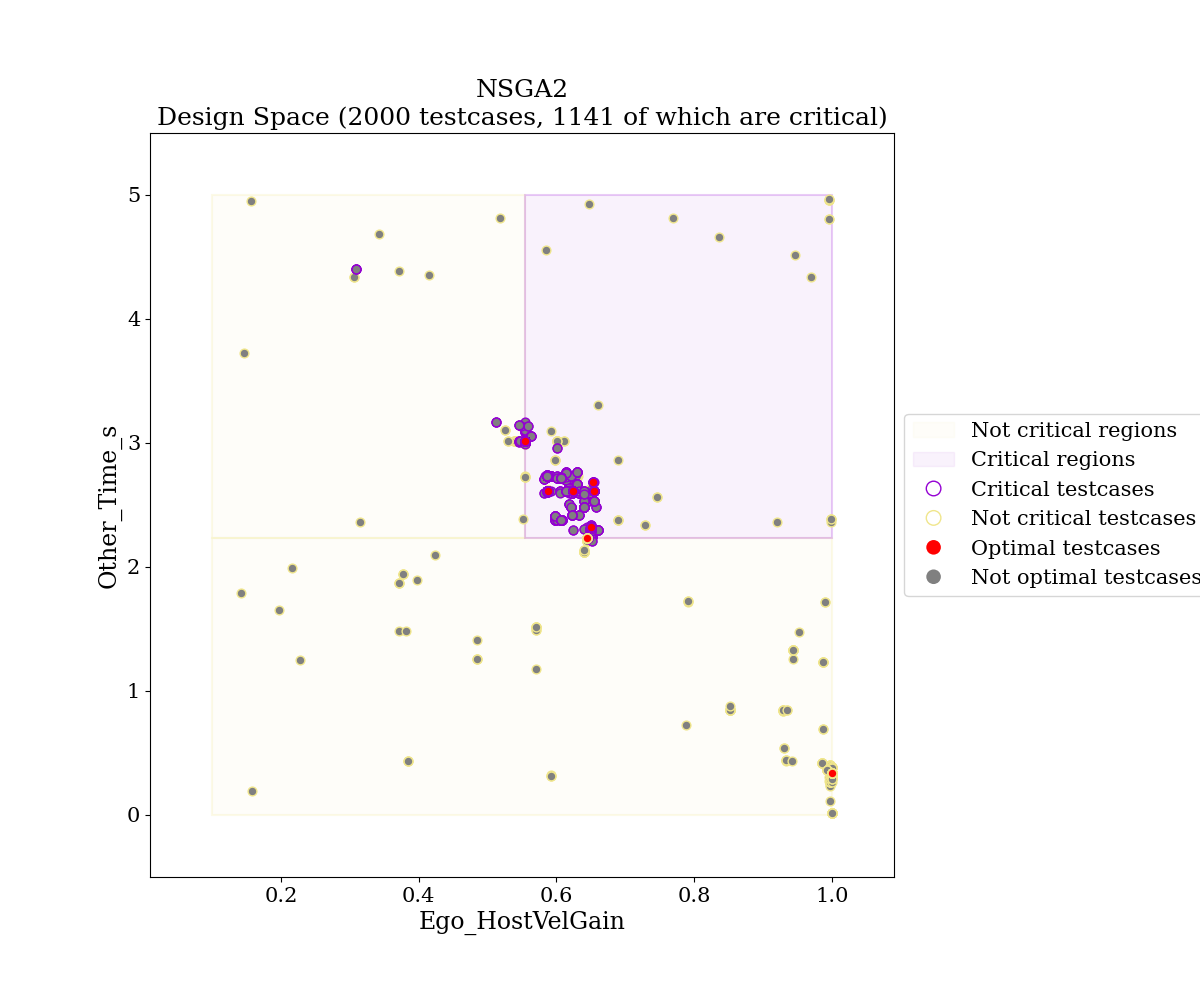 NSGA2
Design Space (2000 testcases, 1141 of which are critical)
5
4
3
2
1
0
Other_Time_s
0.2
0.4
0.6
0.8
1.0
Ego_HostVelGain
Not critical regions
Critical regions
Critical testcases
Not critical testcases
Optimal testcases
Not optimal testcases